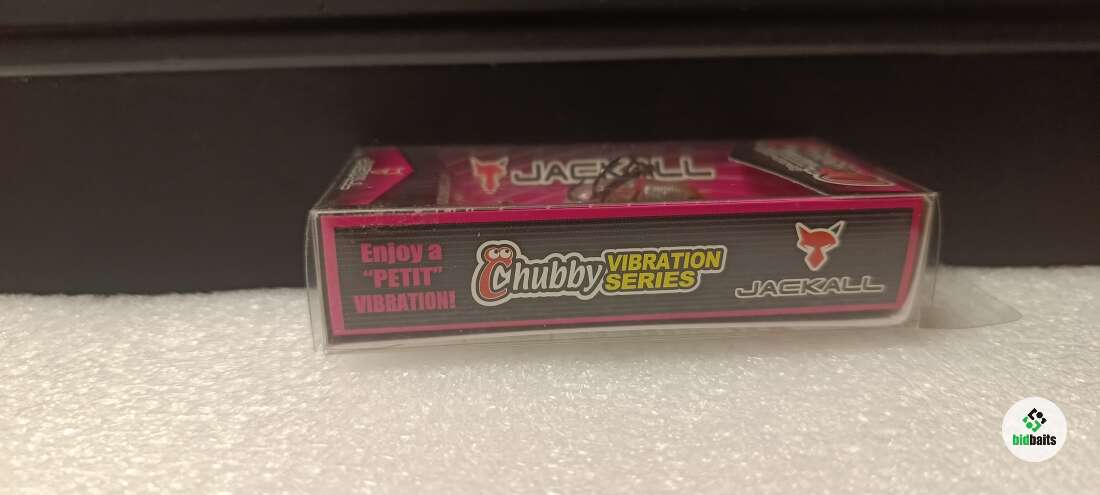 JACKALL
Enjoy a
“PETIT”
VIBRATION!
Chubby
VIBRATION
SERIES
JACKALL
bidbaits